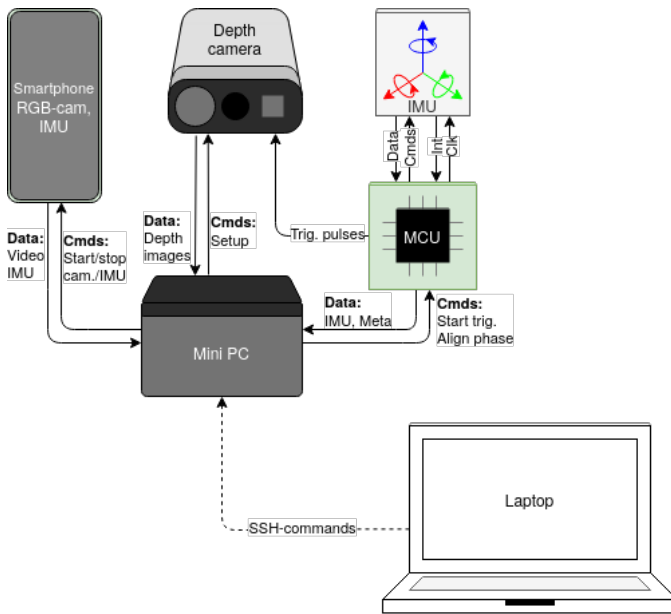 Smartphone
RGB-cam,
IMU
Depth
camera
IMU
Data
Cmds
Int
Clk
Data:
Video
IMU
Cmds:
Start/stop
cam./IMU
Data:
Depth
images
Cmds:
Setup
Trig. pulses
MCU
Data:
IMU, Meta
Cmds:
Start trig.
Align phase
Mini PC
Laptop
SSH-commands